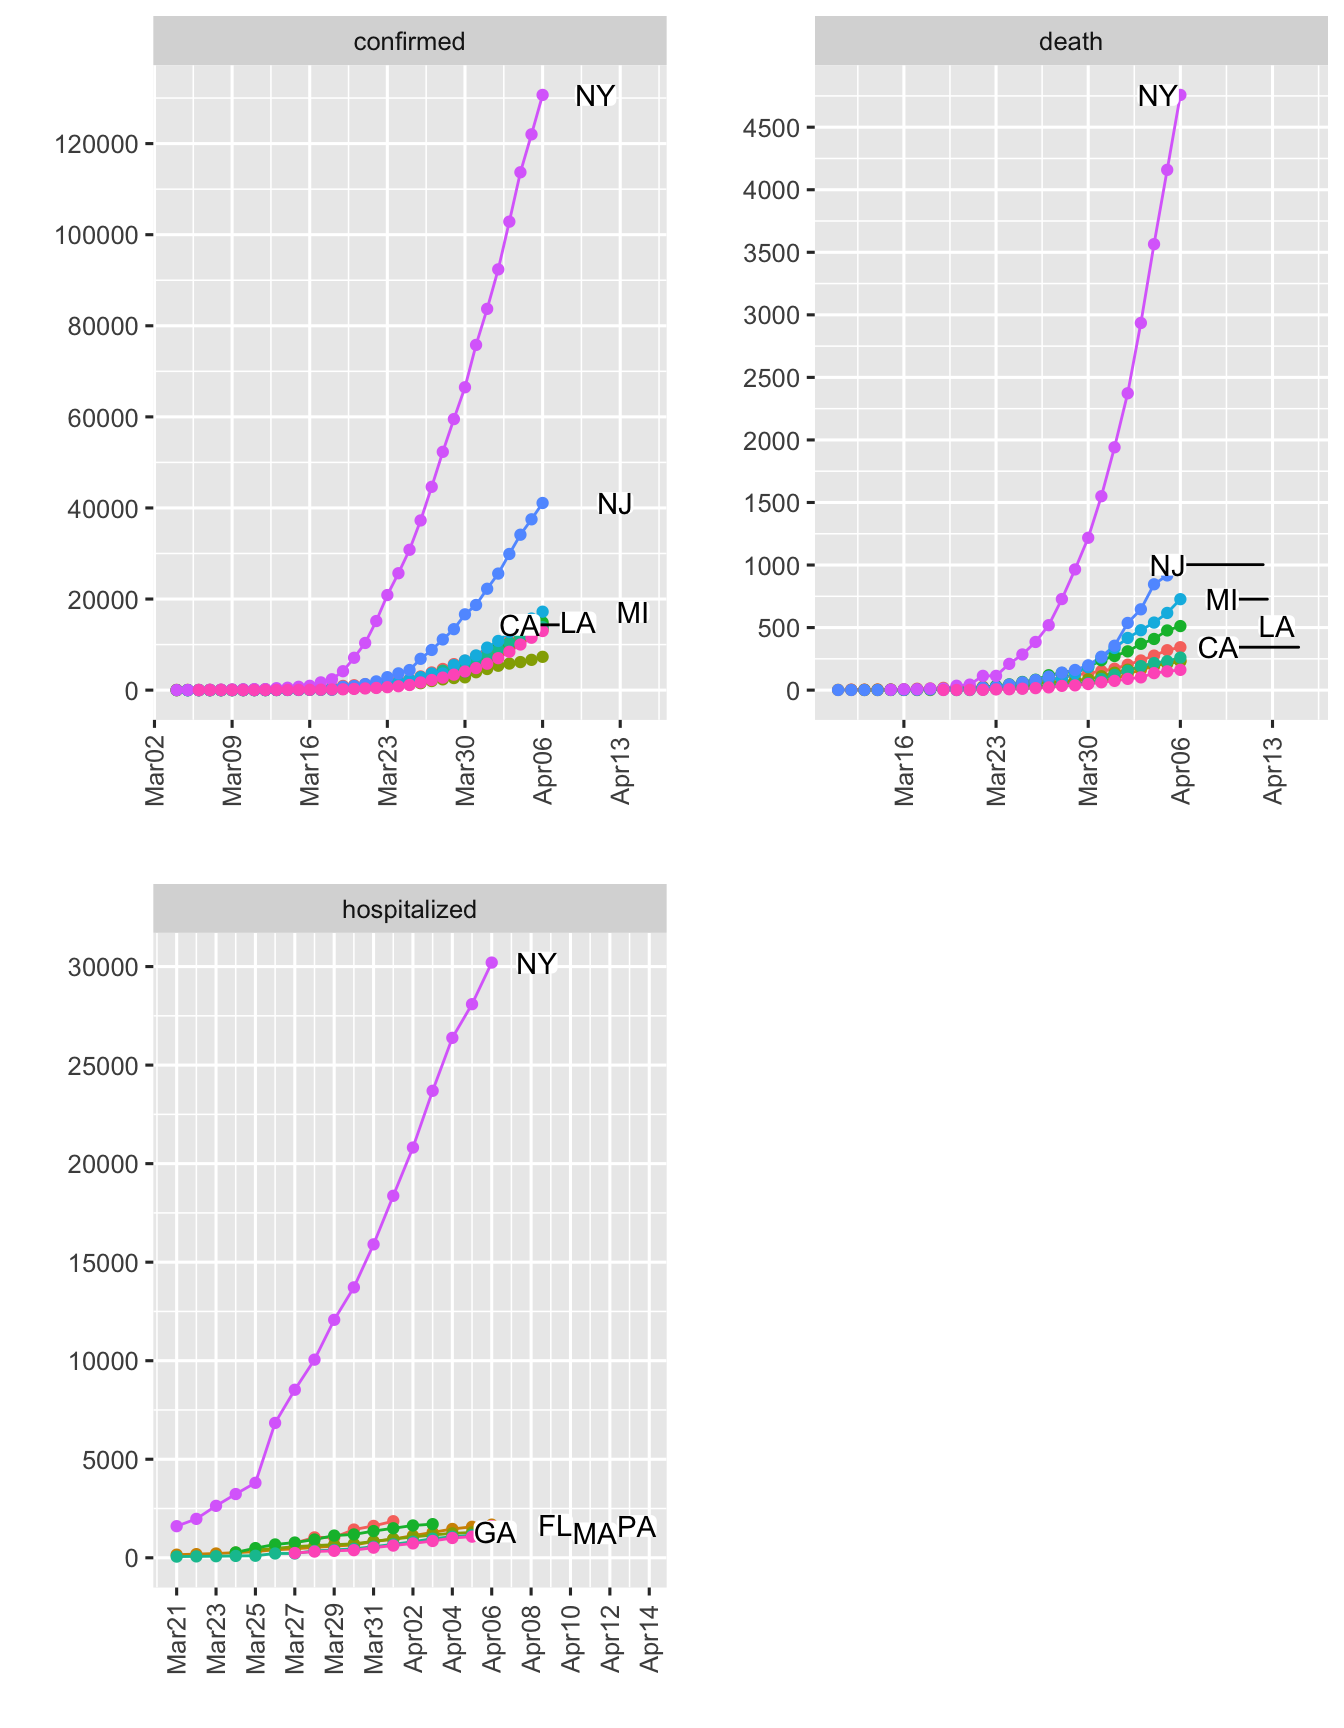 confirmed
120000
100000
80000
60000
40000
20000
0
NY
NJ
MI
CA
LA
Mar02
Mar09
Mar16
Mar23
Mar30
Apr06
Apr13
death
4500
4000
3500
3000
2500
2000
1500
1000
500
0
NY
NJ
MI
LA
CA
Mar16
Mar23
Mar30
Apr06
Apr13
hospitalized
30000
25000
20000
15000
10000
5000
0
NY
GA
FL
MA
PA
Mar21
Mar23
Mar25
Mar27
Mar29
Mar31
Apr02
Apr04
Apr06
Apr08
Apr10
Apr12
Apr14